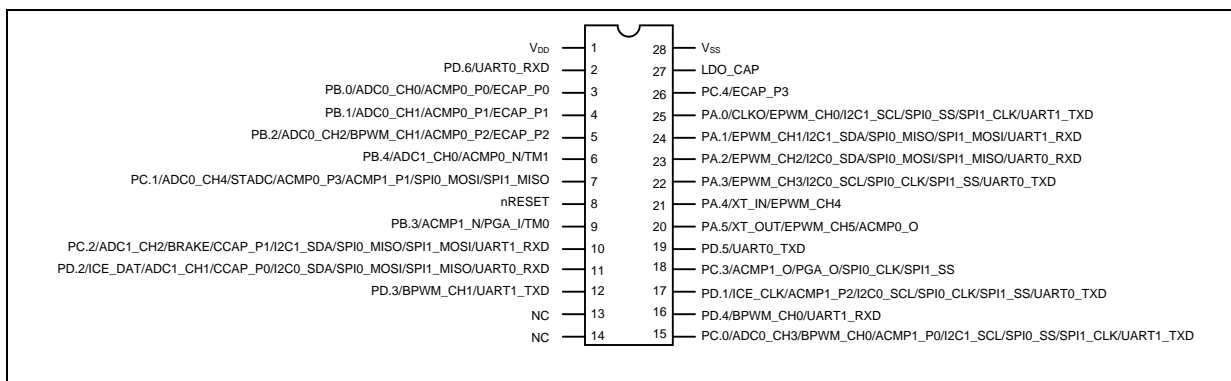 VDD 1 28 VSS
PD.6/UART0_RXD 2 27 LDO_CAP
PB.0/ADC0_CH0/ACMP0_P0/ECAP_P0 3 26 PC.4/ECAP_P3
PB.1/ADC0_CH1/ACMP0_P1/ECAP_P1 4 25 PA.0/CLKO/EPWM_CH0/I2C1_SCL/SPI0_SS/SPI1_CLK/UART1_TXD
PB.2/ADC0_CH2/BPWM_CH1/ACMP0_P2/ECAP_P2 5 24 PA.1/EPWM_CH1/I2C1_SDA/SPI0_MISO/SPI1_MOSI/UART1_RXD
PB.4/ADC1_CH0/ACMP0_N/TM1 6 23 PA.2/EPWM_CH2/I2C0_SDA/SPI0_MOSI/SPI1_MISO/UART0_RXD
PC.1/ADC0_CH4/STADC/ACMP0_P3/ACMP1_P1/SPI0_MOSI/SPI1_MISO 7 22 PA.3/EPWM_CH3/I2C0_SCL/SPI0_CLK/SPI1_SS/UART0_TXD
nRESET 8 21 PA.4/XT_IN/EPWM_CH4
PB.3/ACMP1_N/PGA_I/TM0 9 20 PA.5/XT_OUT/EPWM_CH5/ACMP0_O
PC.2/ADC1_CH2/BRAKE/CCAP_P1/I2C1_SDA/SPI0_MISO/SPI1_MOSI/UART1_RXD 10 19 PD.5/UART0_TXD
PD.2/ICE_DAT/ADC1_CH1/CCAP_P0/I2C0_SDA/SPI0_MOSI/SPI1_MISO/UART0_RXD 11 18 PC.3/ACMP1_O/PGA_O/SPI0_CLK/SPI1_SS
PD.3/BPWM_CH1/UART1_TXD 12 17 PD.1/ICE_CLK/ACMP1_P2/I2C0_SCL/SPI0_CLK/SPI1_SS/UART0_TXD
NC 13 16 PD.4/BPWM_CH0/UART1_RXD
NC 14 15 PC.0/ADC0_CH3/BPWM_CH0/ACMP1_P0/I2C1_SCL/SPI0_SS/SPI1_CLK/UART1_TXD